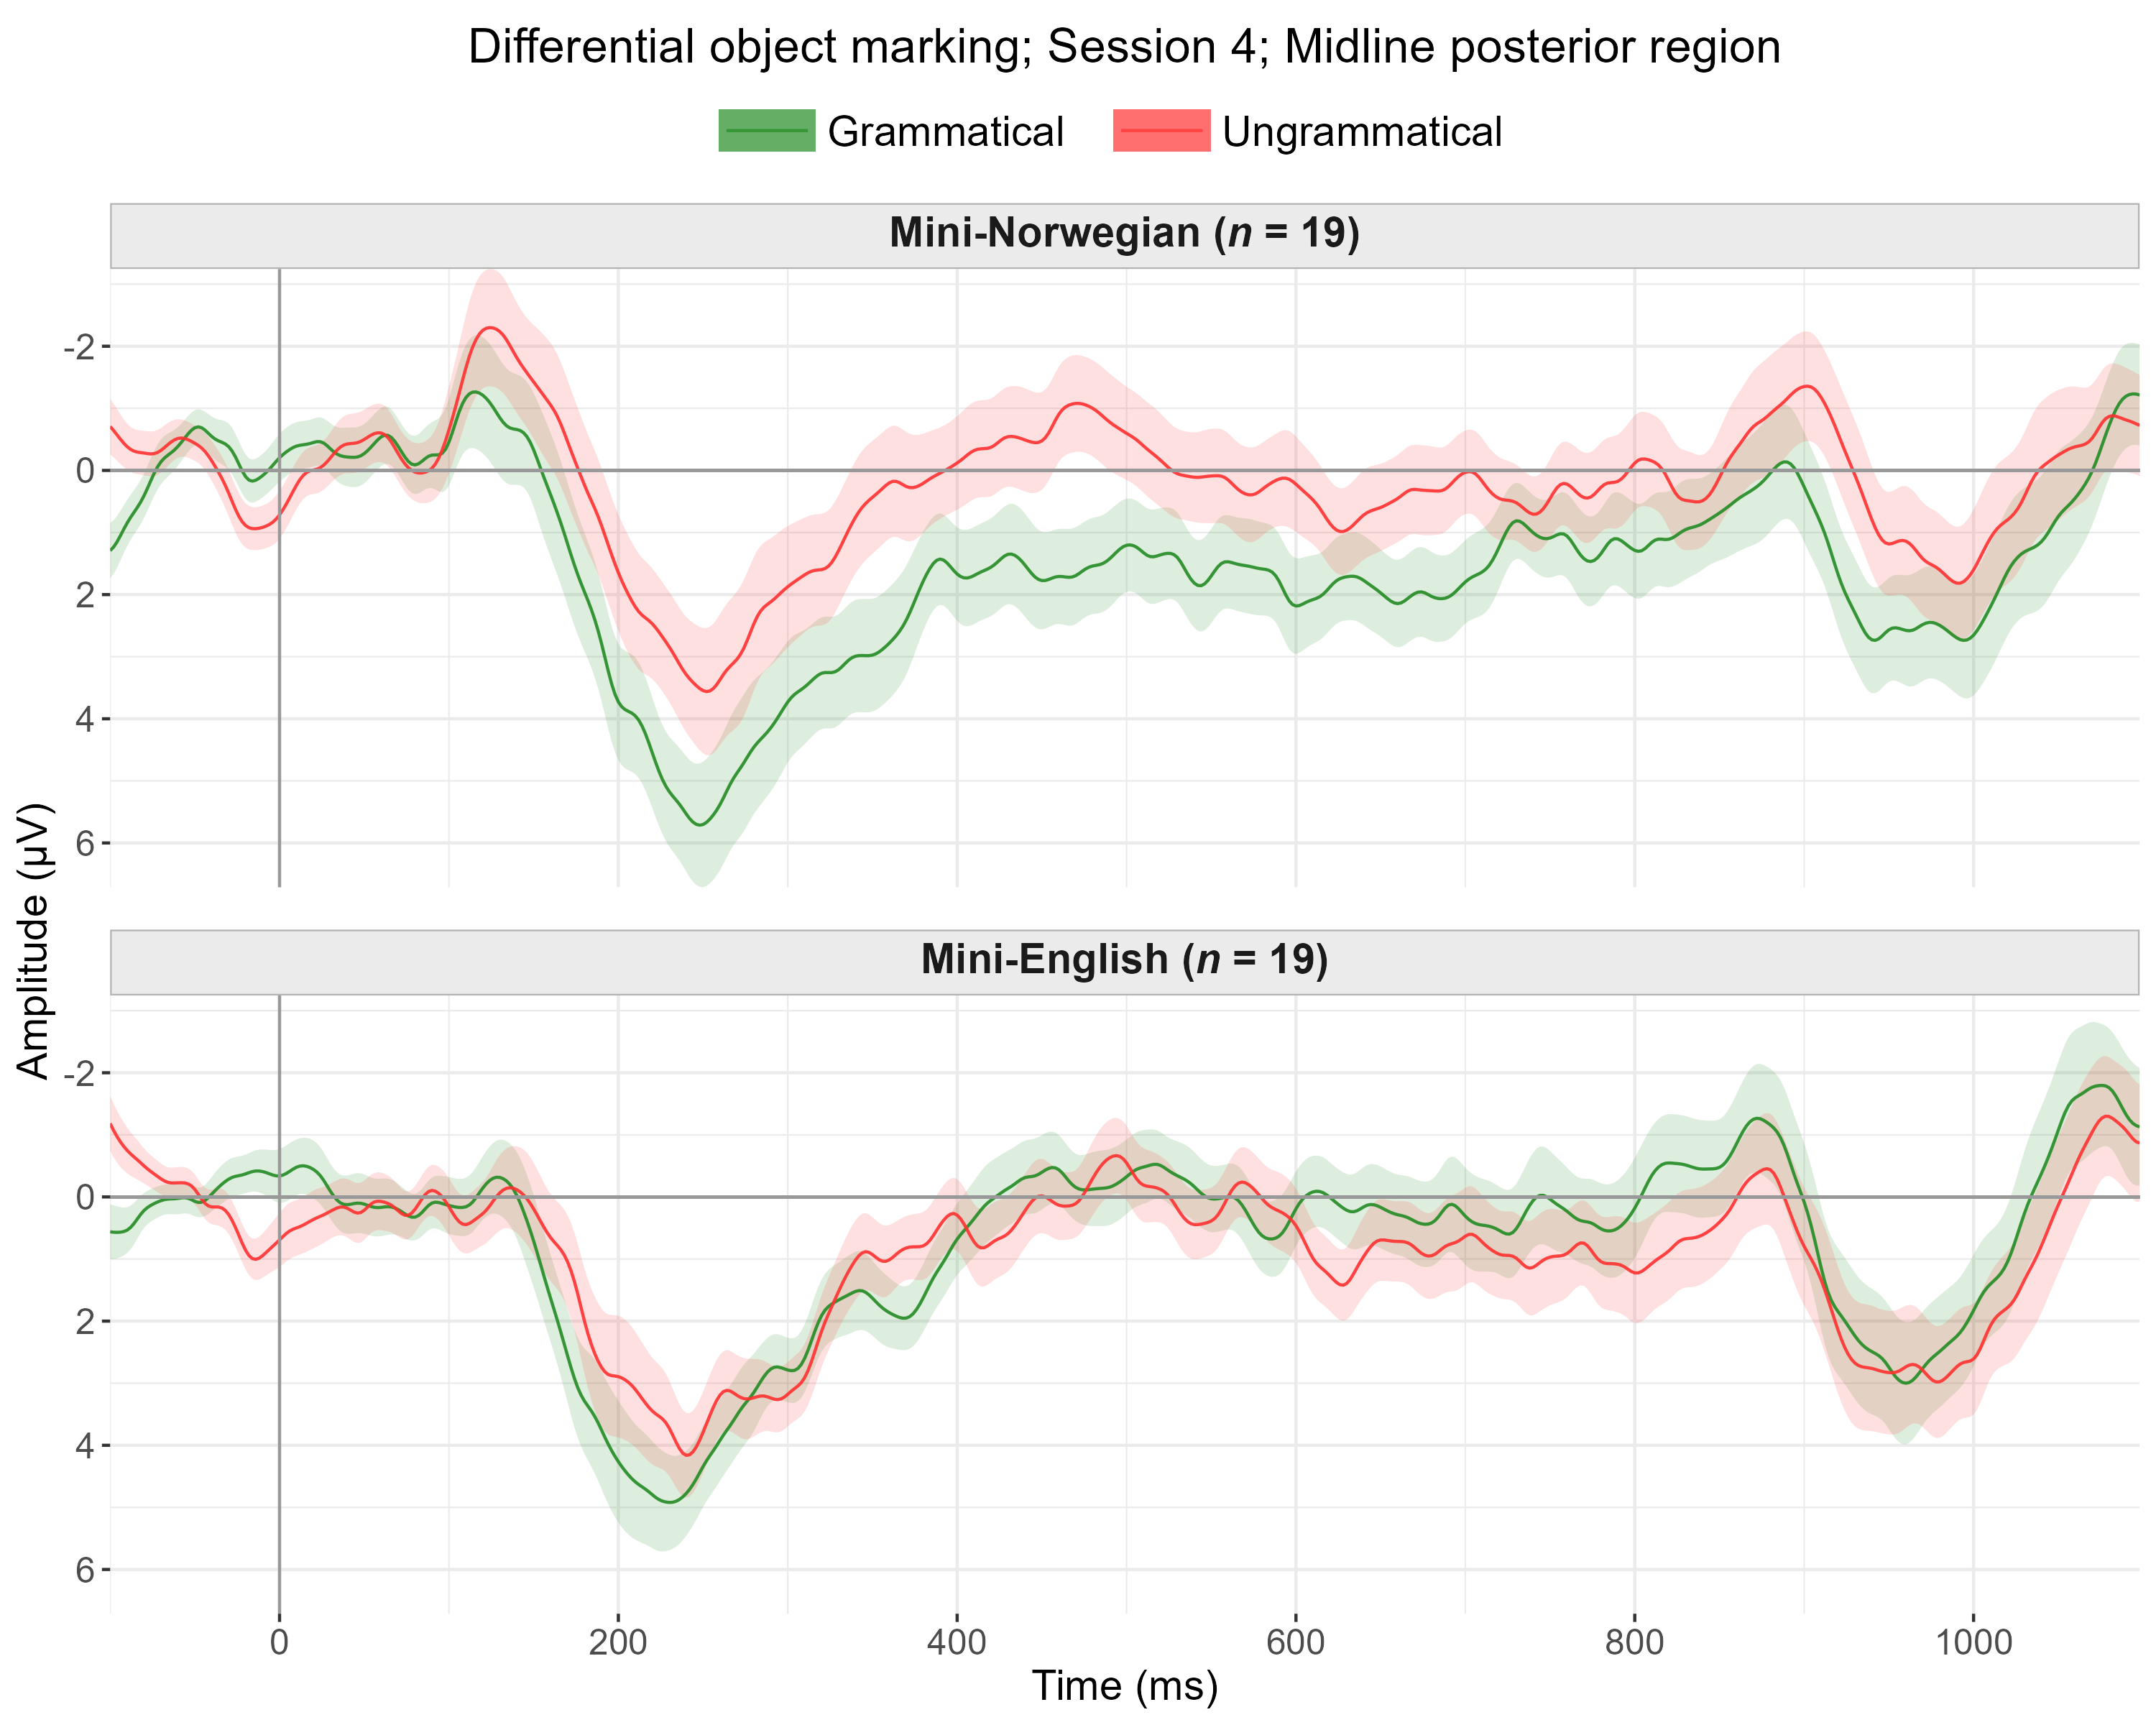 Differential object marking; Session 4; Midline posterior region
Grammatical
Ungrammatical
Mini-Norwegian (n = 19)
-2
0
2
4
6
Mini-English (n = 19)
-2
0
2
4
6
Amplitude (µV)
0 200 400 600 800 1000
Time (ms)